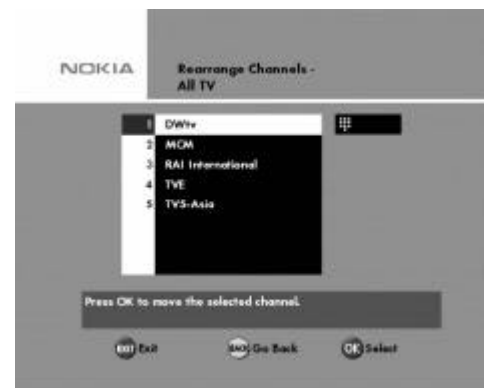 NOKIA
Rearrange Channels -
All TV
1 DWtv
2 MCM
3 RAI International
4 TVE
5 TV5-Asia
Press OK to move the selected channel.
EXIT Exit
BACK Go Back
OK Select